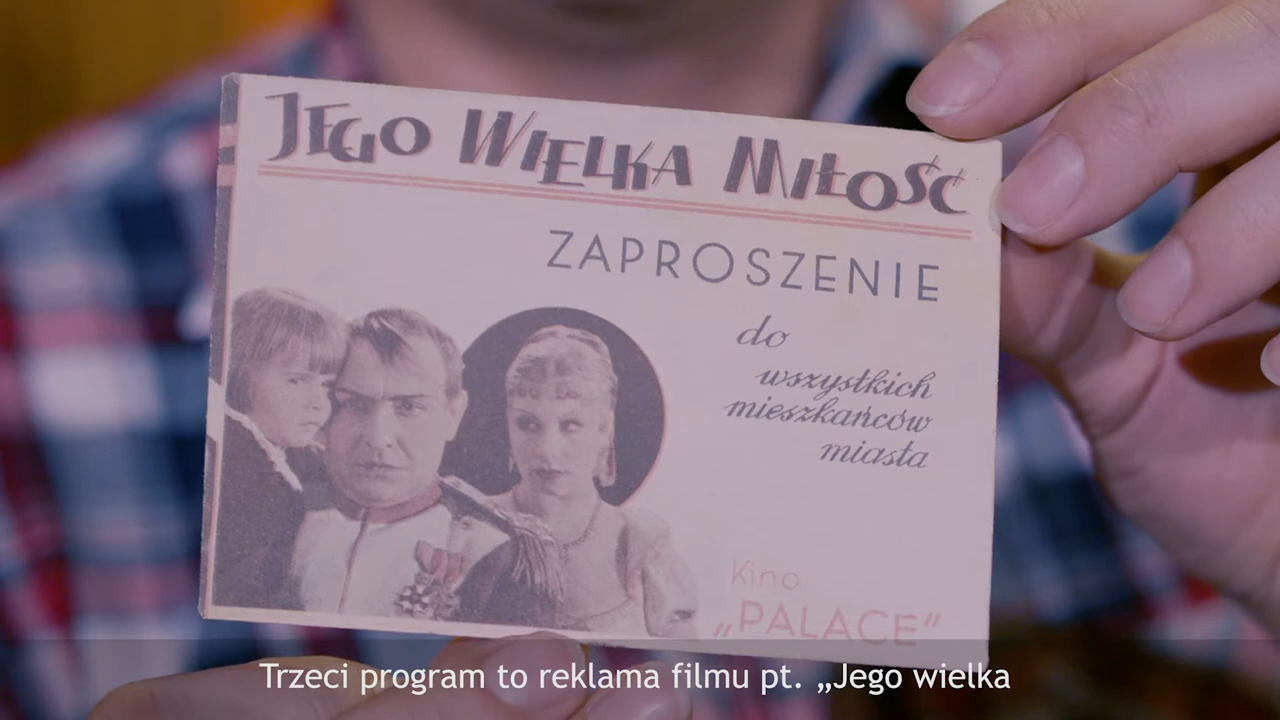 JEGO WIELKA MIŁOŚĆ
ZAPROSZENIE
do
wszystkich
mieszkańców
miasta
Kino
„PALACE”
Trzeci program to reklama filmu pt. „Jego wielka